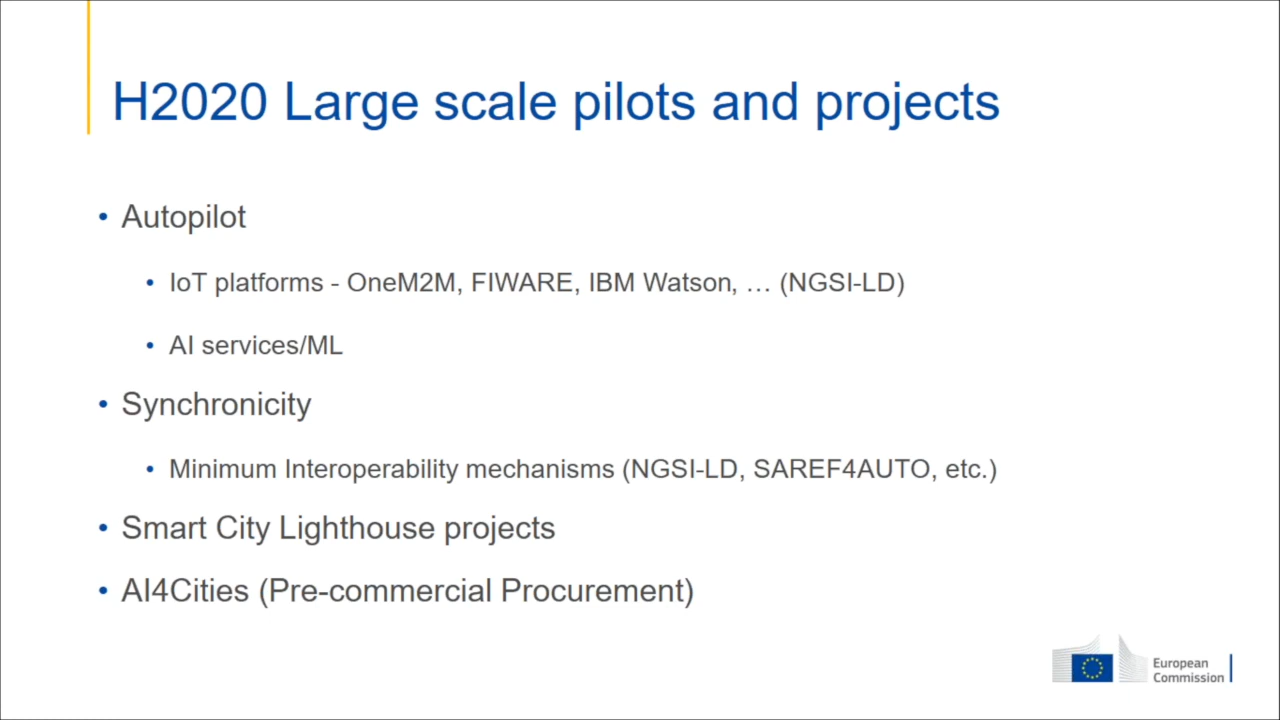 H2020 Large scale pilots and projects
• Autopilot
• IoT platforms - OneM2M, FIWARE, IBM Watson, … (NGSI-LD)
• AI services/ML
• Synchronicity
• Minimum Interoperability mechanisms (NGSI-LD, SAREF4AUTO, etc.)
• Smart City Lighthouse projects
• AI4Cities (Pre-commercial Procurement)
European
Commission